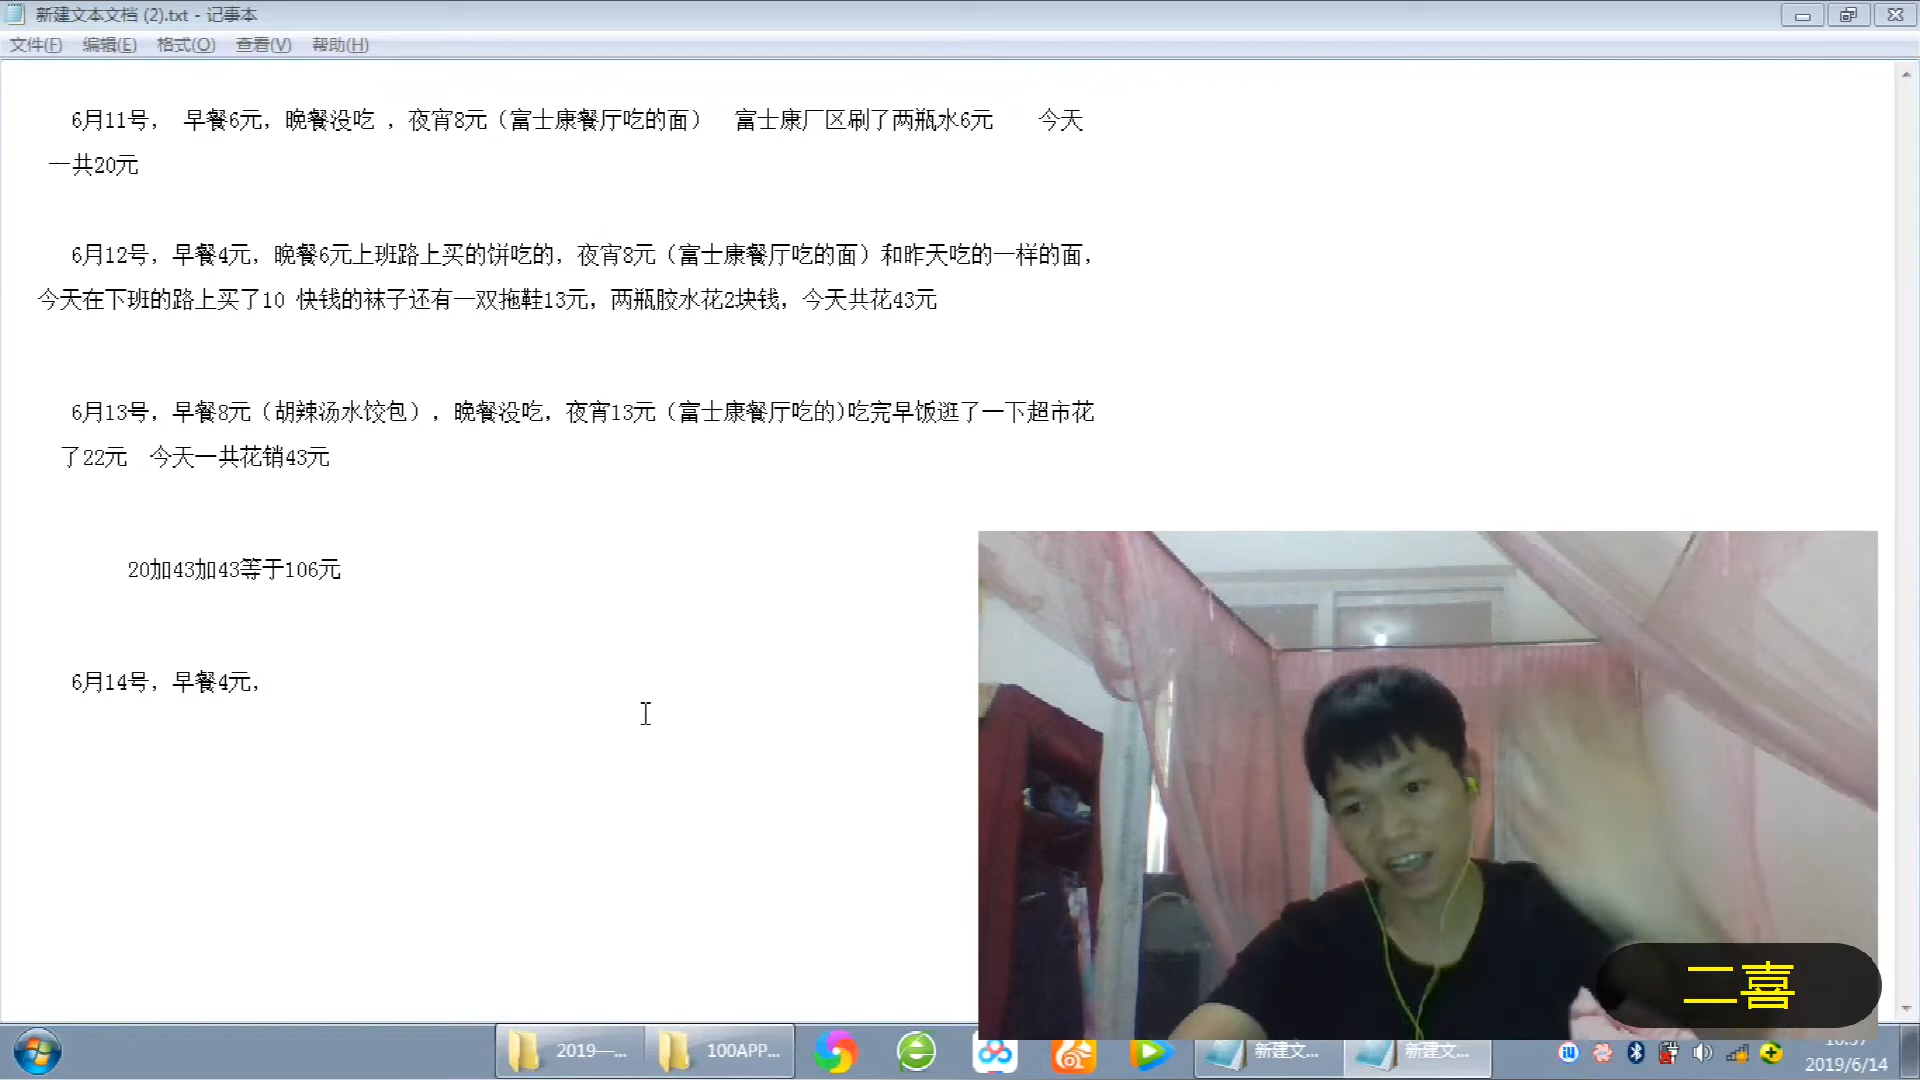 新建文本文档 (2).txt - 记事本
文件(F) 编辑(E) 格式(O) 查看(V) 帮助(H)
6月11号， 早餐6元，晚餐没吃 ，夜宵8元（富士康餐厅吃的面） 富士康厂区刷了两瓶水6元 今天
一共20元
6月12号，早餐4元，晚餐6元上班路上买的饼吃的，夜宵8元（富士康餐厅吃的面）和昨天吃的一样的面，
今天在下班的路上买了10 快钱的袜子还有一双拖鞋13元，两瓶胶水花2块钱，今天共花43元
6月13号，早餐8元（胡辣汤水饺包），晚餐没吃，夜宵13元（富士康餐厅吃的)吃完早饭逛了一下超市花
了22元 今天一共花销43元
20加43加43等于106元
6月14号，早餐4元，
二喜
2019—... 100APP... 新建文... 新建文...
2019/6/14